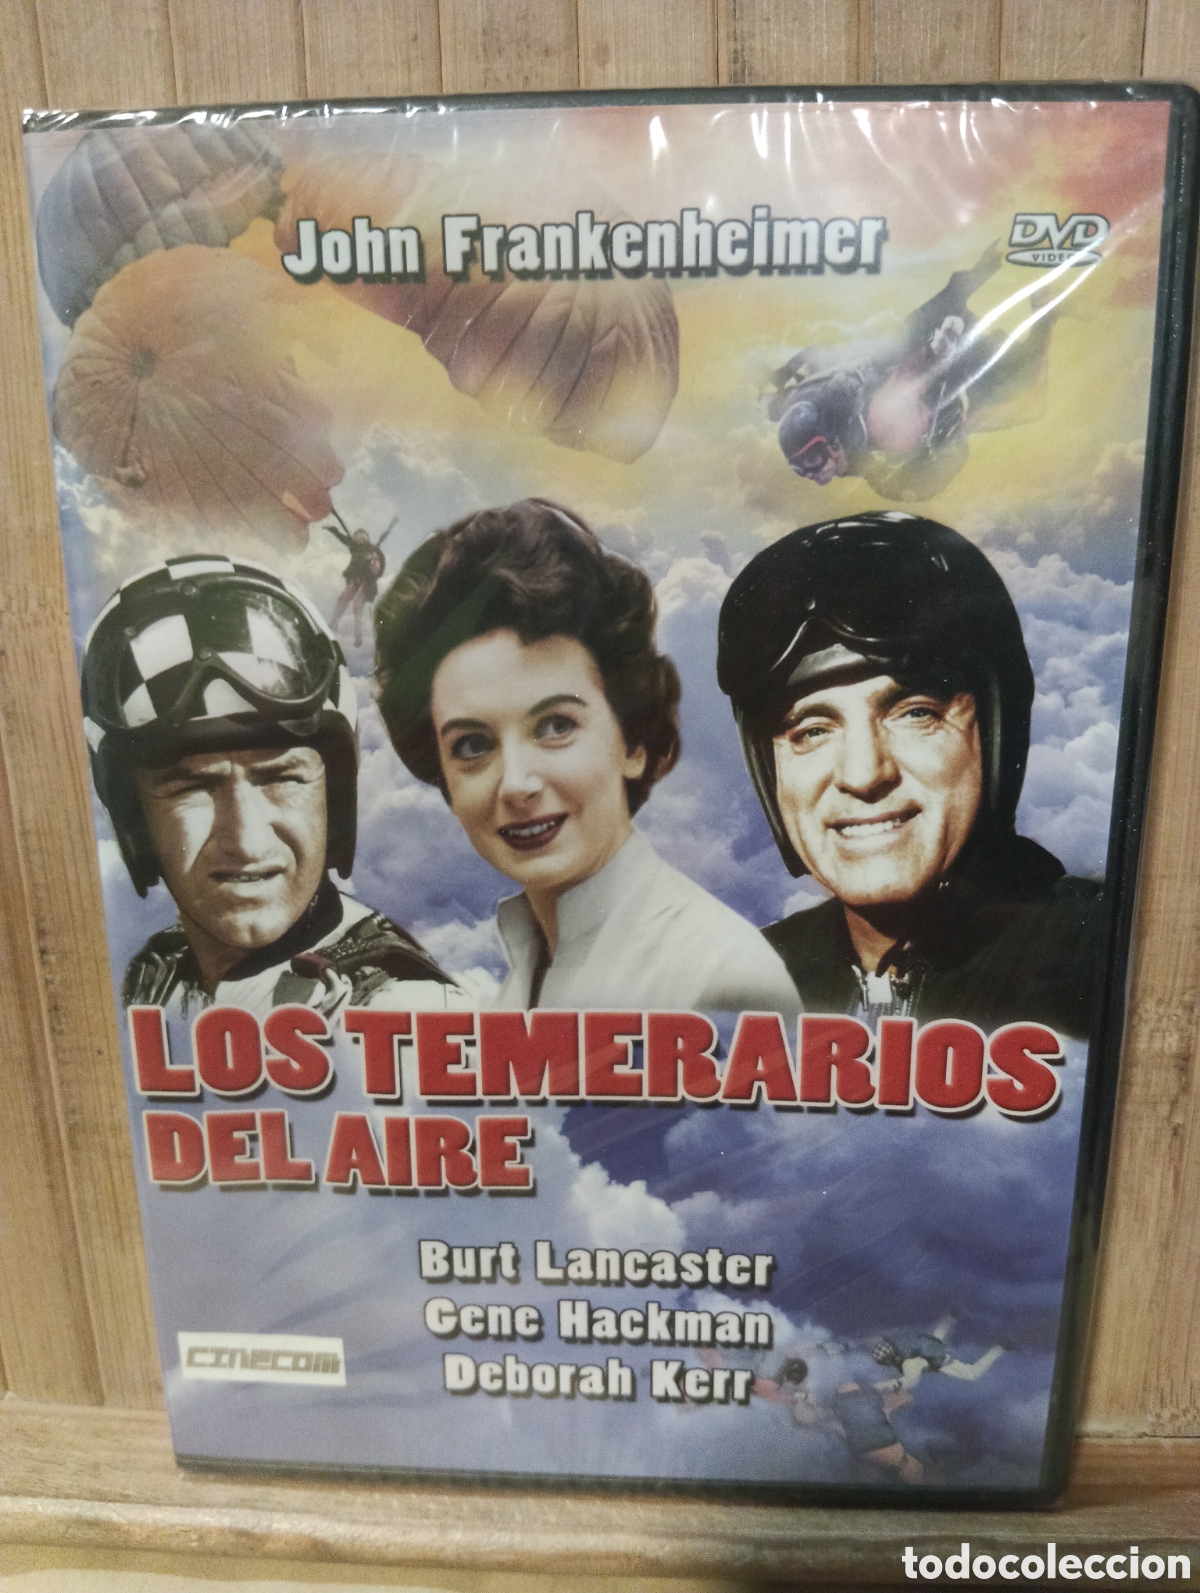 John Frankenheimer
DVD
VIDEO
LOS TEMERARIOS
DEL AIRE
Burt Lancaster
Gene Hackman
Deborah Kerr
CINECOM
todocoleccion